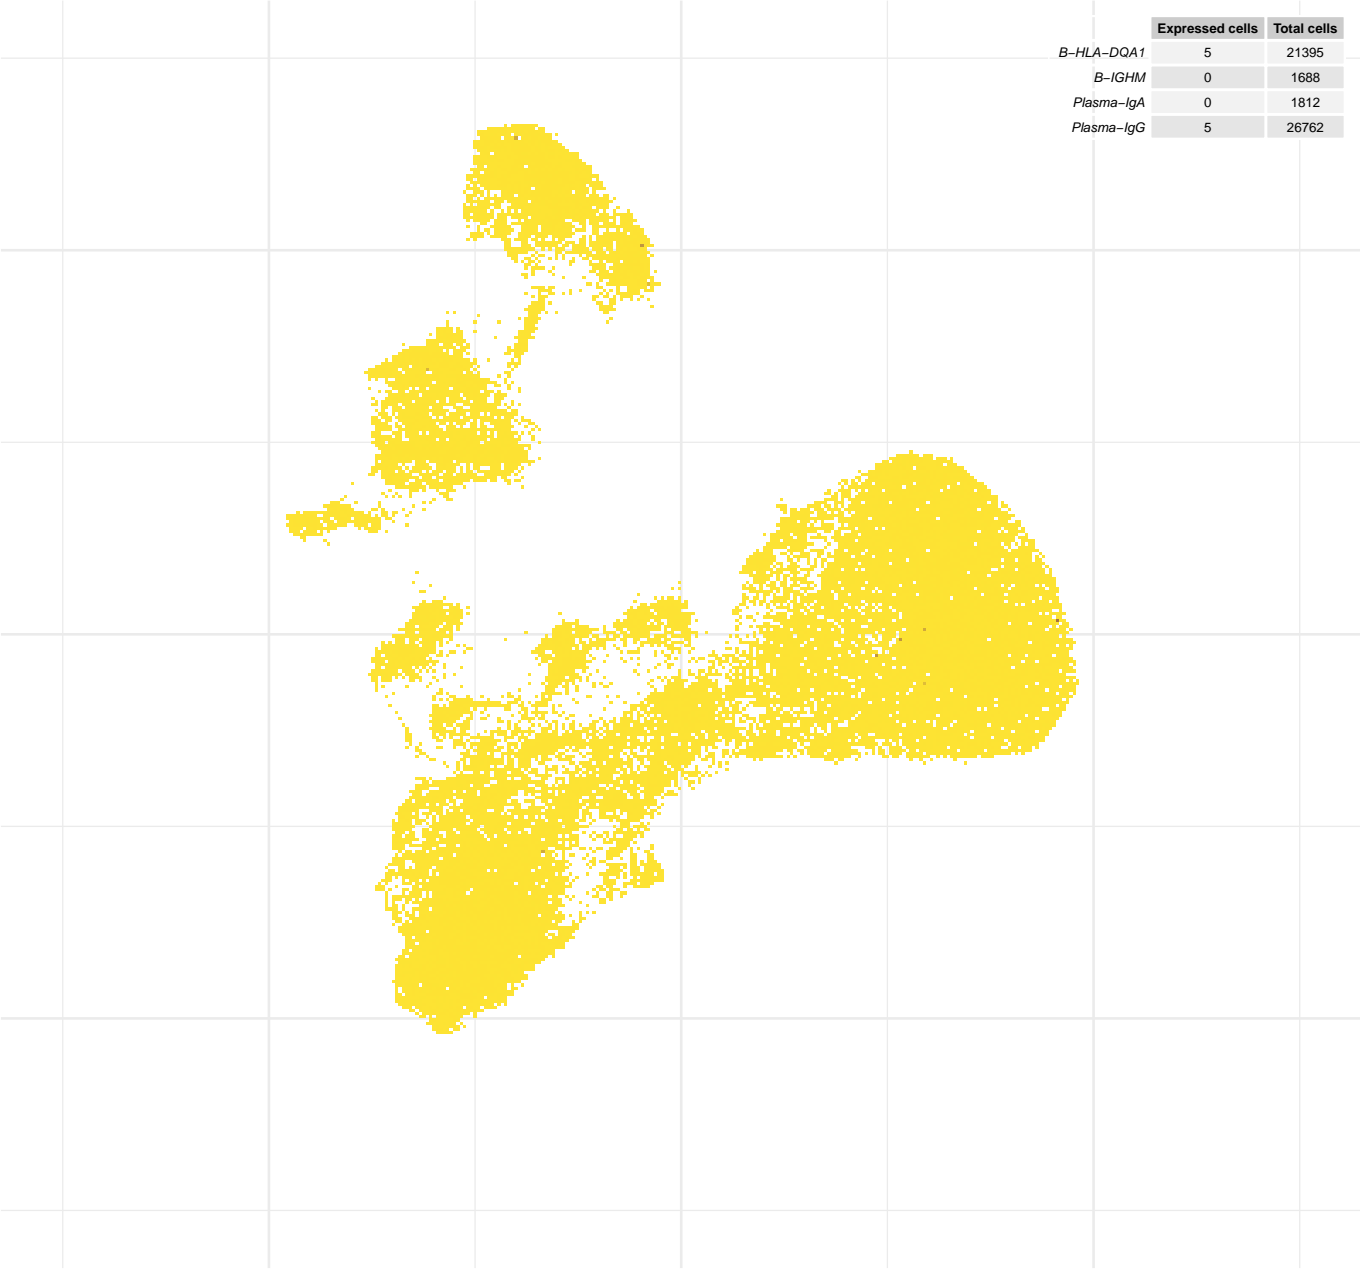 Expressed cells Total cells
B−HLA−DQA1 5 21395
B−IGHM 0 1688
Plasma−IgA 0 1812
Plasma−IgG 5 26762